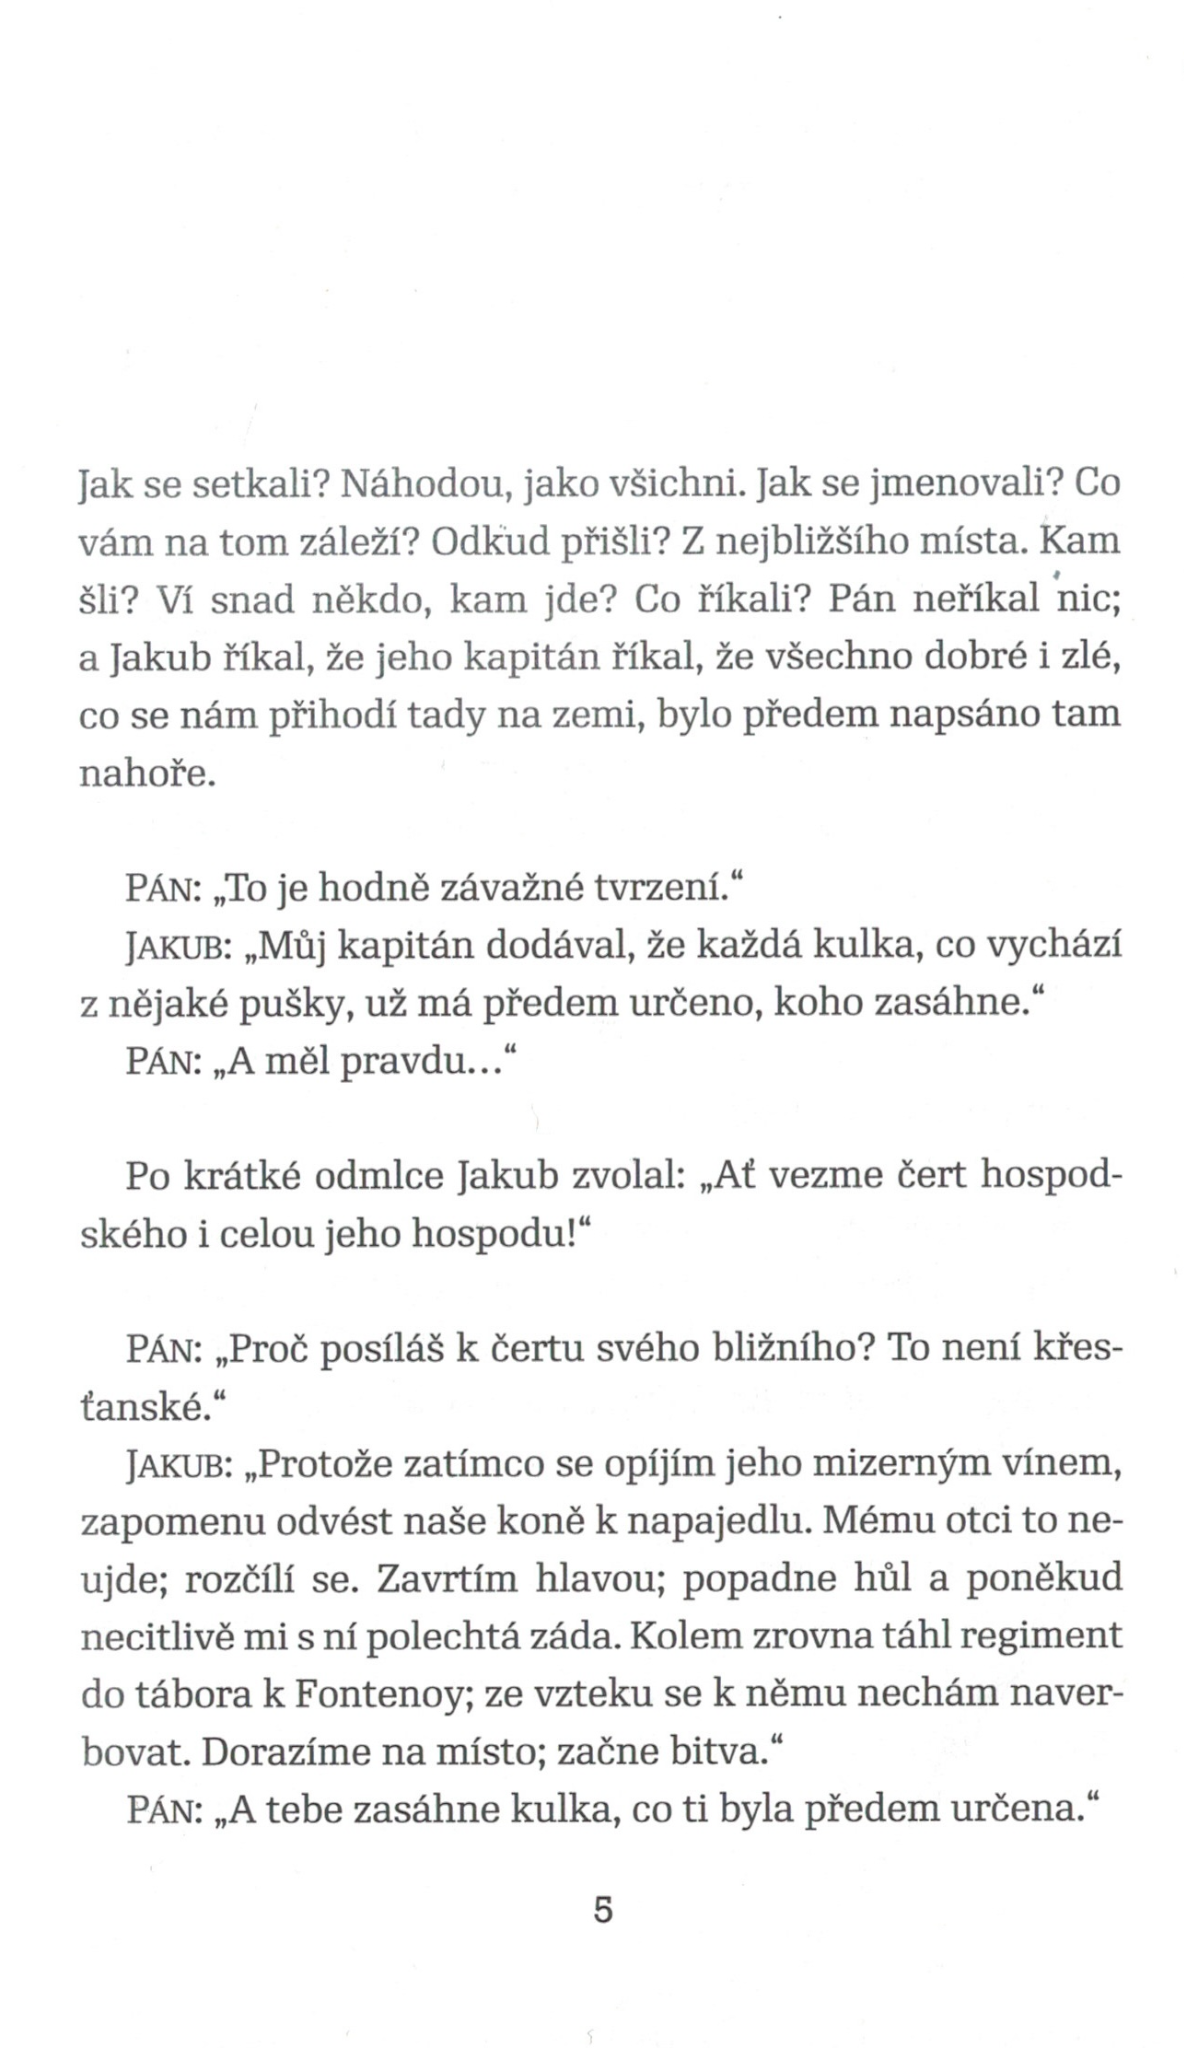 Jak se setkali? Náhodou, jako všichni. Jak se jmenovali? Co
vám na tom záleží? Odkud přišli? Z nejbližšího místa. Kam
šli? Ví snad někdo, kam jde? Co říkali? Pán neříkal nic;
a Jakub říkal, že jeho kapitán říkal, že všechno dobré i zlé,
co se nám přihodí tady na zemi, bylo předem napsáno tam
nahoře.
PÁN: „To je hodně závažné tvrzení.“
JAKUB: „Můj kapitán dodával, že každá kulka, co vychází
z nějaké pušky, už má předem určeno, koho zasáhne.“
PÁN: „A měl pravdu...“
Po krátké odmlce Jakub zvolal: „Ať vezme čert hospod-
ského i celou jeho hospodu!“
PÁN: „Proč posíláš k čertu svého bližního? To není křes-
ťanské.“
JAKUB: „Protože zatímco se opíjím jeho mizerným vínem,
zapomenu odvést naše koně k napajedlu. Mému otci to ne-
ujde; rozčílí se. Zavrtím hlavou; popadne hůl a poněkud
necitlivě mi s ní polechtá záda. Kolem zrovna táhl regiment
do tábora k Fontenoy; ze vzteku se k němu nechám naver-
bovat. Dorazíme na místo; začne bitva.“
PÁN: „A tebe zasáhne kulka, co ti byla předem určena.“
5